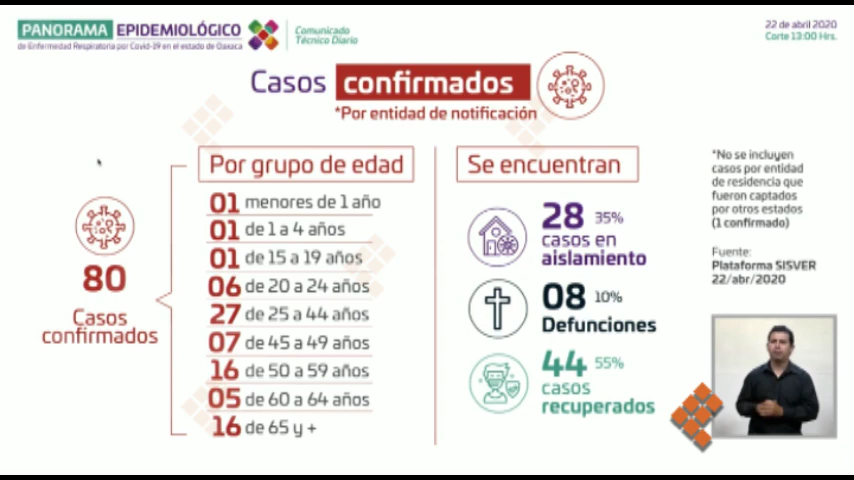 PANORAMA EPIDEMIOLÓGICO
de Enfermedad Respiratoria por Covid-19 en el estado de Oaxaca
Comunicado
Técnico Diario
22 de abril 2020
Corte 13:00 Hrs.
Casos confirmados
*Por entidad de notificación
80
Casos
confirmados
Por grupo de edad
01 menores de 1 año
01 de 1 a 4 años
01 de 15 a 19 años
06 de 20 a 24 años
27 de 25 a 44 años
07 de 45 a 49 años
16 de 50 a 59 años
05 de 60 a 64 años
16 de 65 y +
Se encuentran
28 35%
casos en
aislamiento
08 10%
Defunciones
44 55%
casos
recuperados
*No se incluyen
casos por entidad
de residencia que
fueron captados
por otros estados
(1 confirmado)
Fuente:
Plataforma SISVER
22/abr/2020